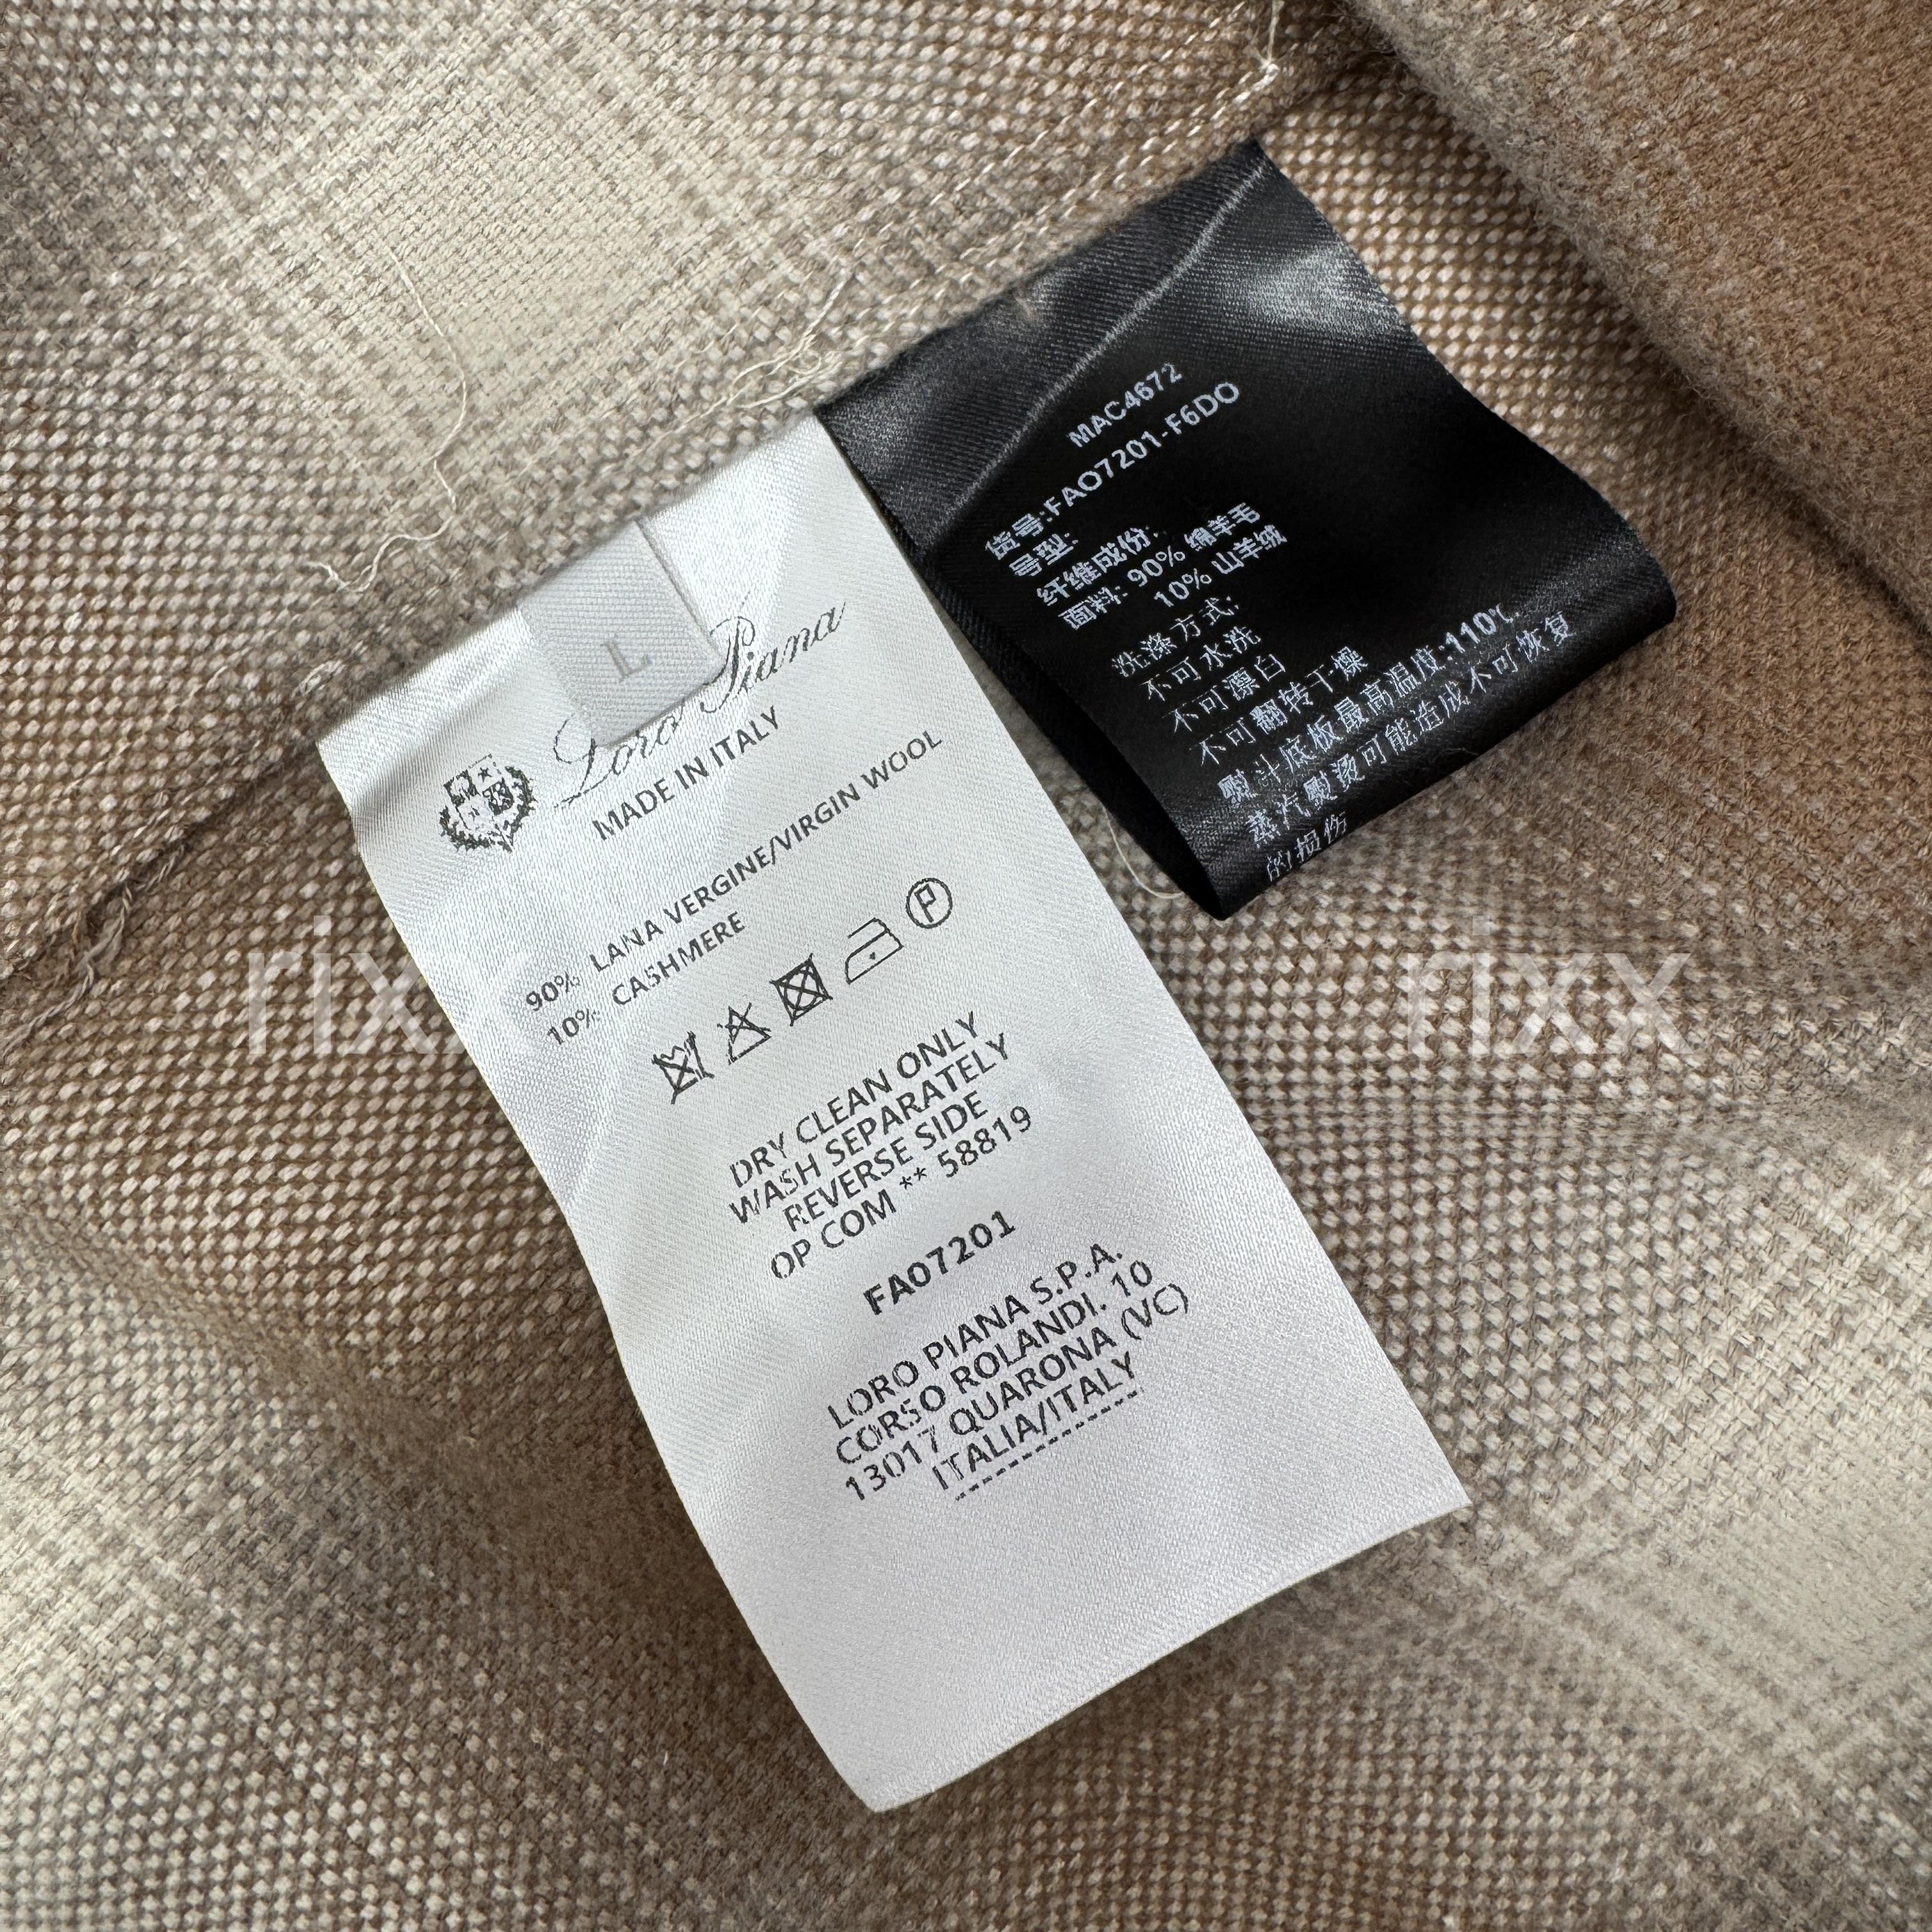 L
Loro Piana
MADE IN ITALY
90% LANA VERGINE/VIRGIN WOOL
10% CASHMERE
P
DRY CLEAN ONLY
WASH SEPARATELY
REVERSE SIDE
OP COM ** 58819
FAO7201
LORO PIANA S.P.A.
CORSO ROLANDI. 10
13017 QUARONA (VC)
ITALIA/ITALY
MAC4672
货号:FAO7201-F6DO
号型:
纤维成份:
面料: 90% 绵羊毛
10% 山羊绒
洗涤方式:
不可水洗
不可漂白
不可翻转干燥
熨斗底板最高温度:110℃
蒸汽熨烫可能造成不可恢复
的损伤
rixx
rixx